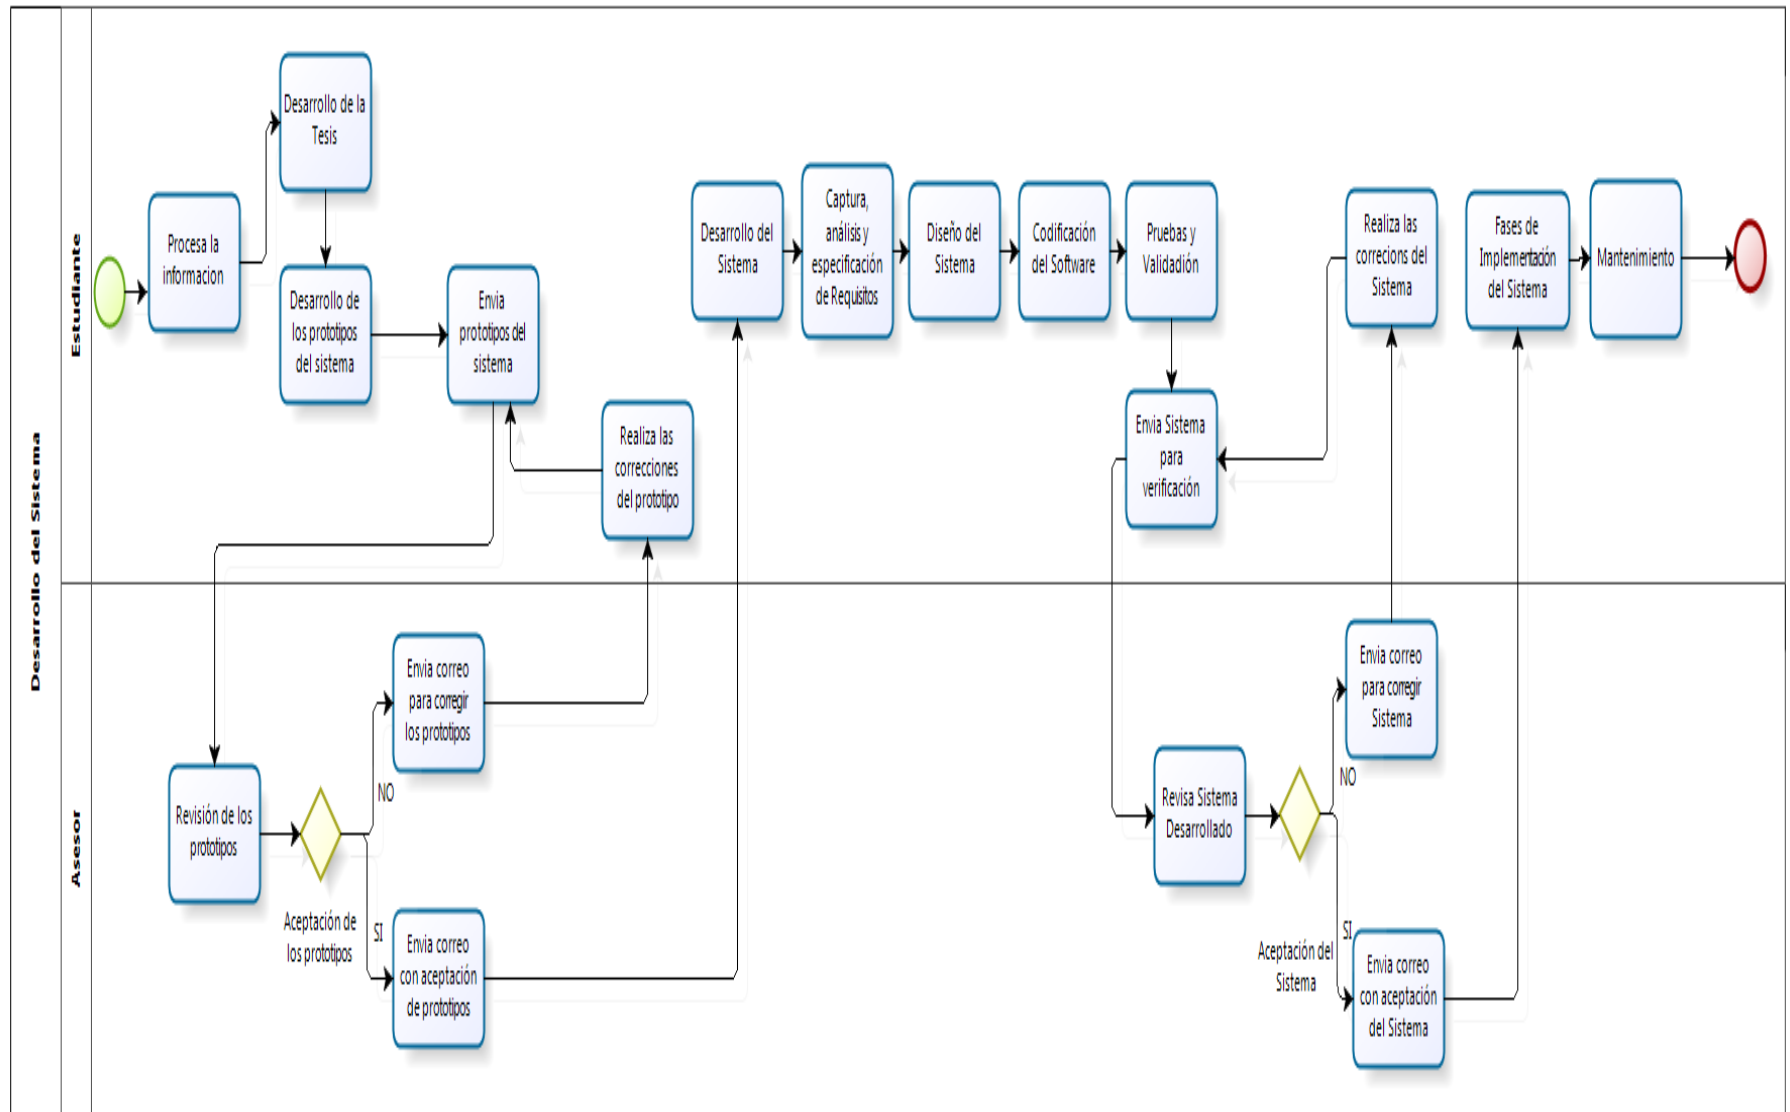 Desarrollo del Sistema
Estudiante
Asesor
Procesa la
informacion
Desarrollo de la
Tesis
Desarrollo de
los prototipos
del sistema
Envia
prototipos del
sistema
Realiza las
correcciones
del prototipo
Desarrollo del
Sistema
Captura,
análisis y
especificación
de Requisitos
Diseño del
Sistema
Codificación
del Software
Pruebas y
Validadión
Envia Sistema
para
verificación
Realiza las
correcions del
Sistema
Fases de
Implementación
del Sistema
Mantenimiento
Revisión de los
prototipos
Aceptación de
los prototipos
NO
SI
Envia correo
para corregir
los prototipos
Envia correo
con aceptación
de prototipos
Revisa Sistema
Desarrollado
Aceptación del
Sistema
NO
SI
Envia correo
para corregir
Sistema
Envia correo
con aceptación
del Sistema